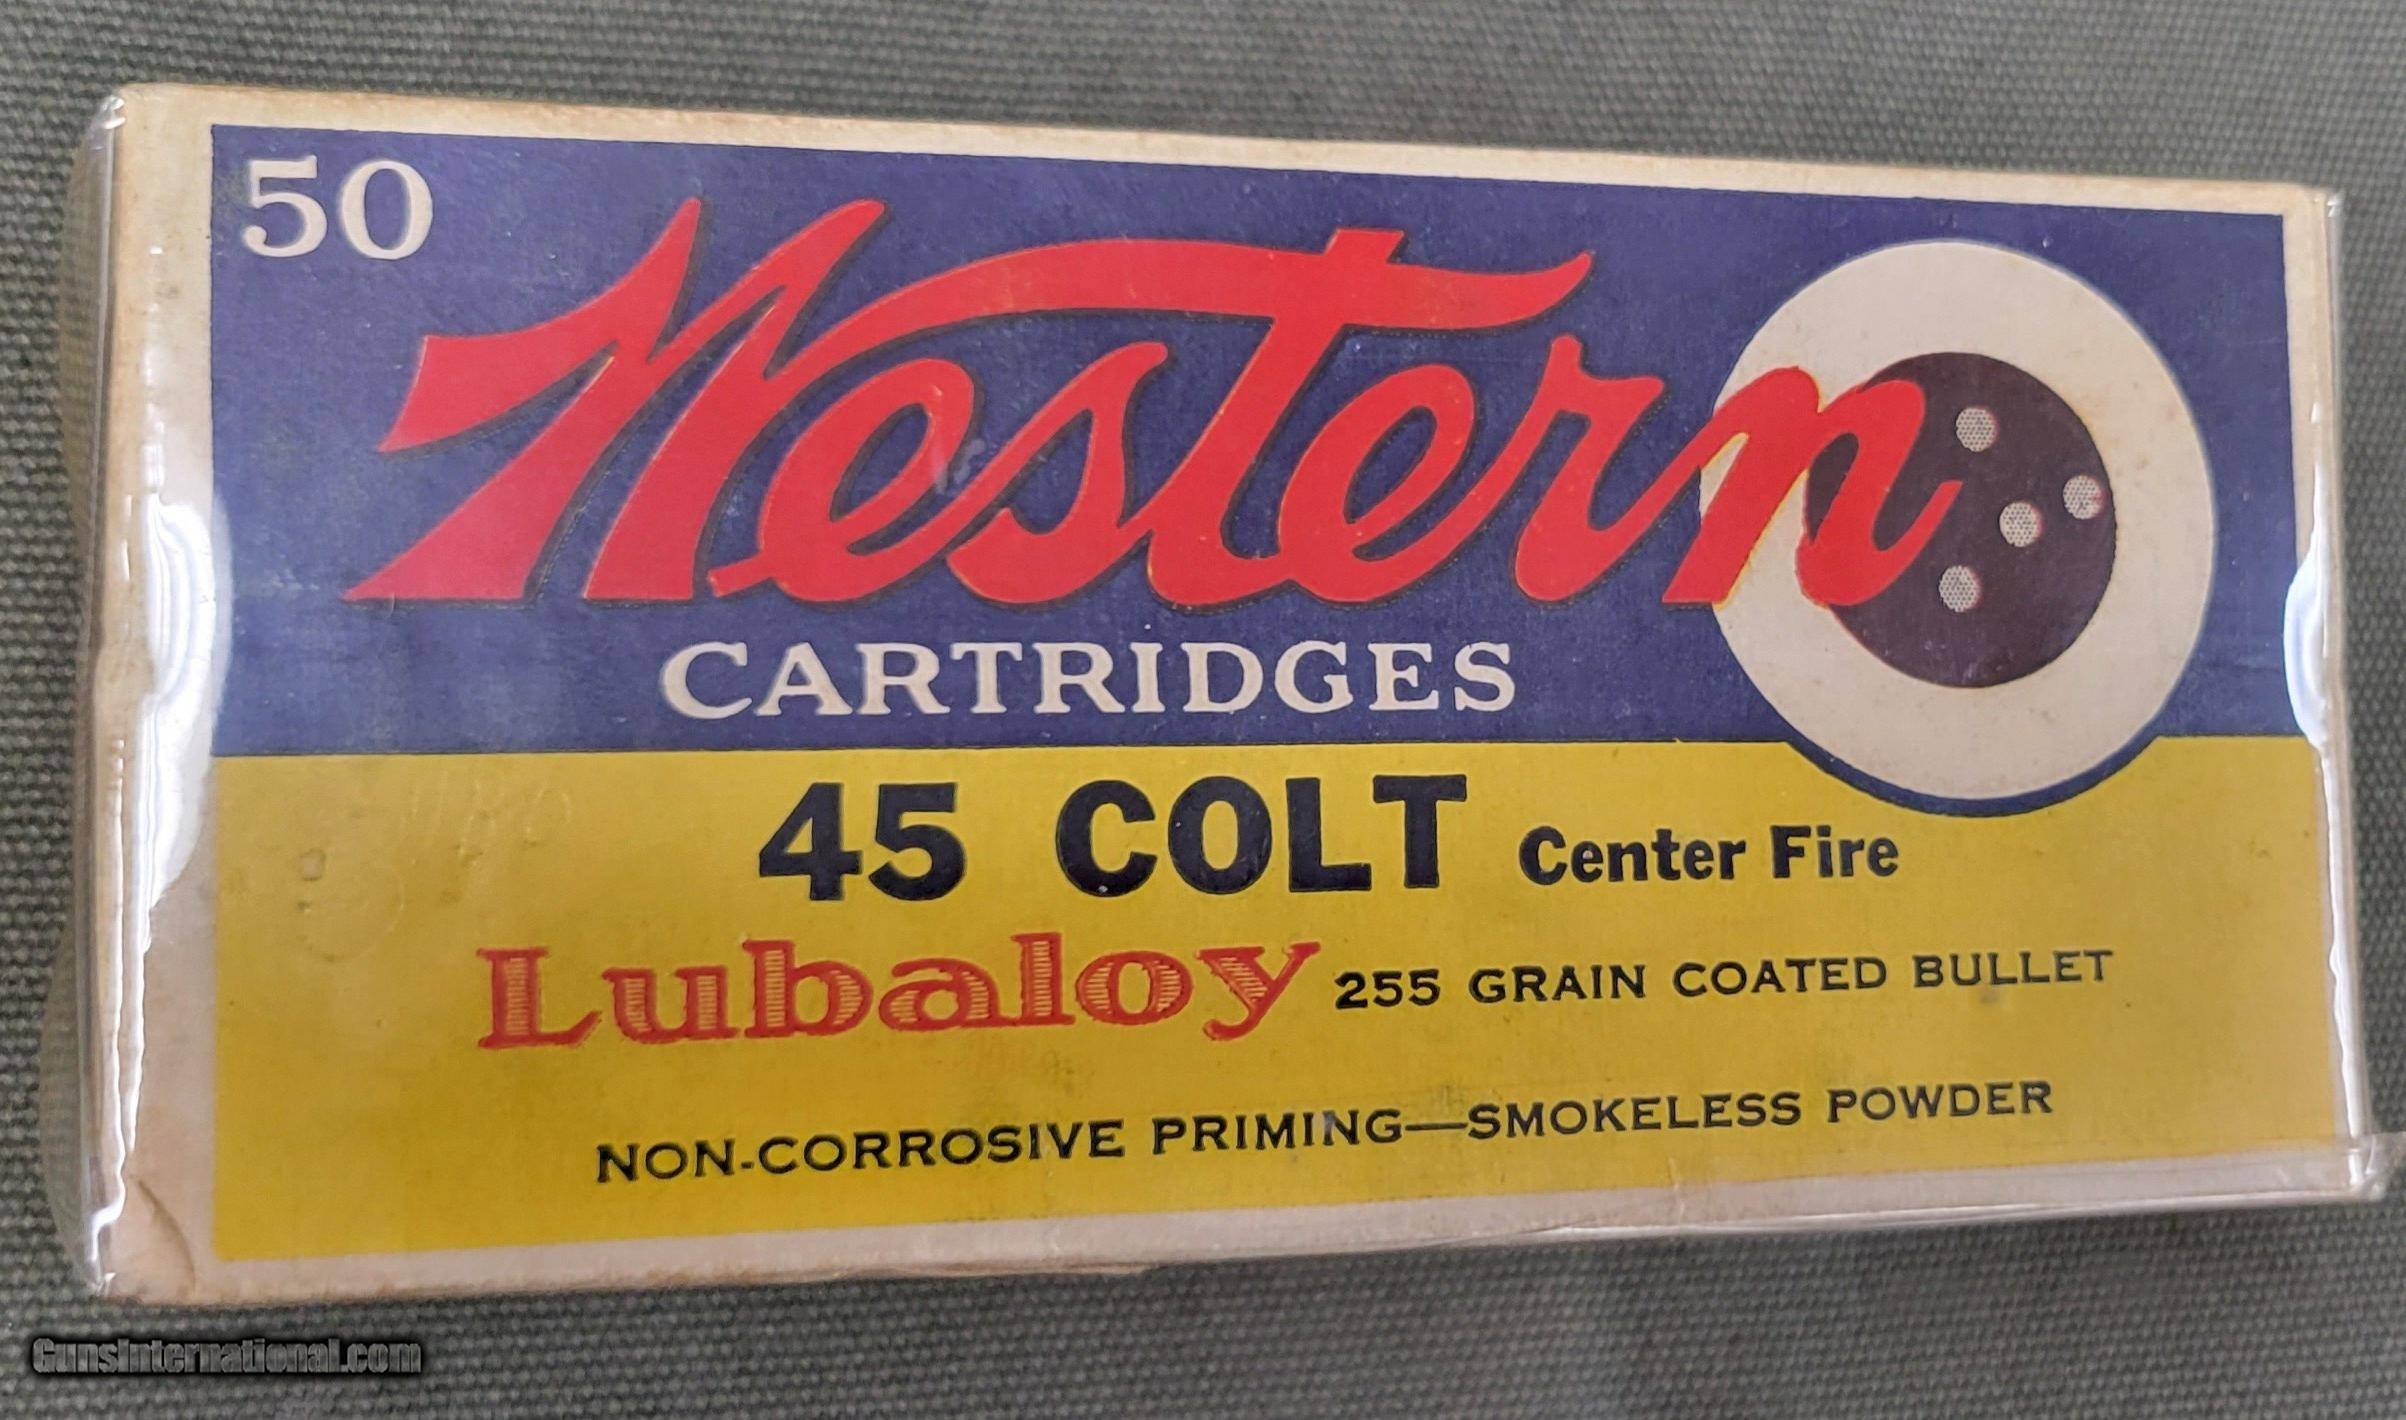 50
Western
CARTRIDGES
45 COLT Center Fire
Lubaloy 255 GRAIN COATED BULLET
NON-CORROSIVE PRIMING—SMOKELESS POWDER
GunsInternational.com